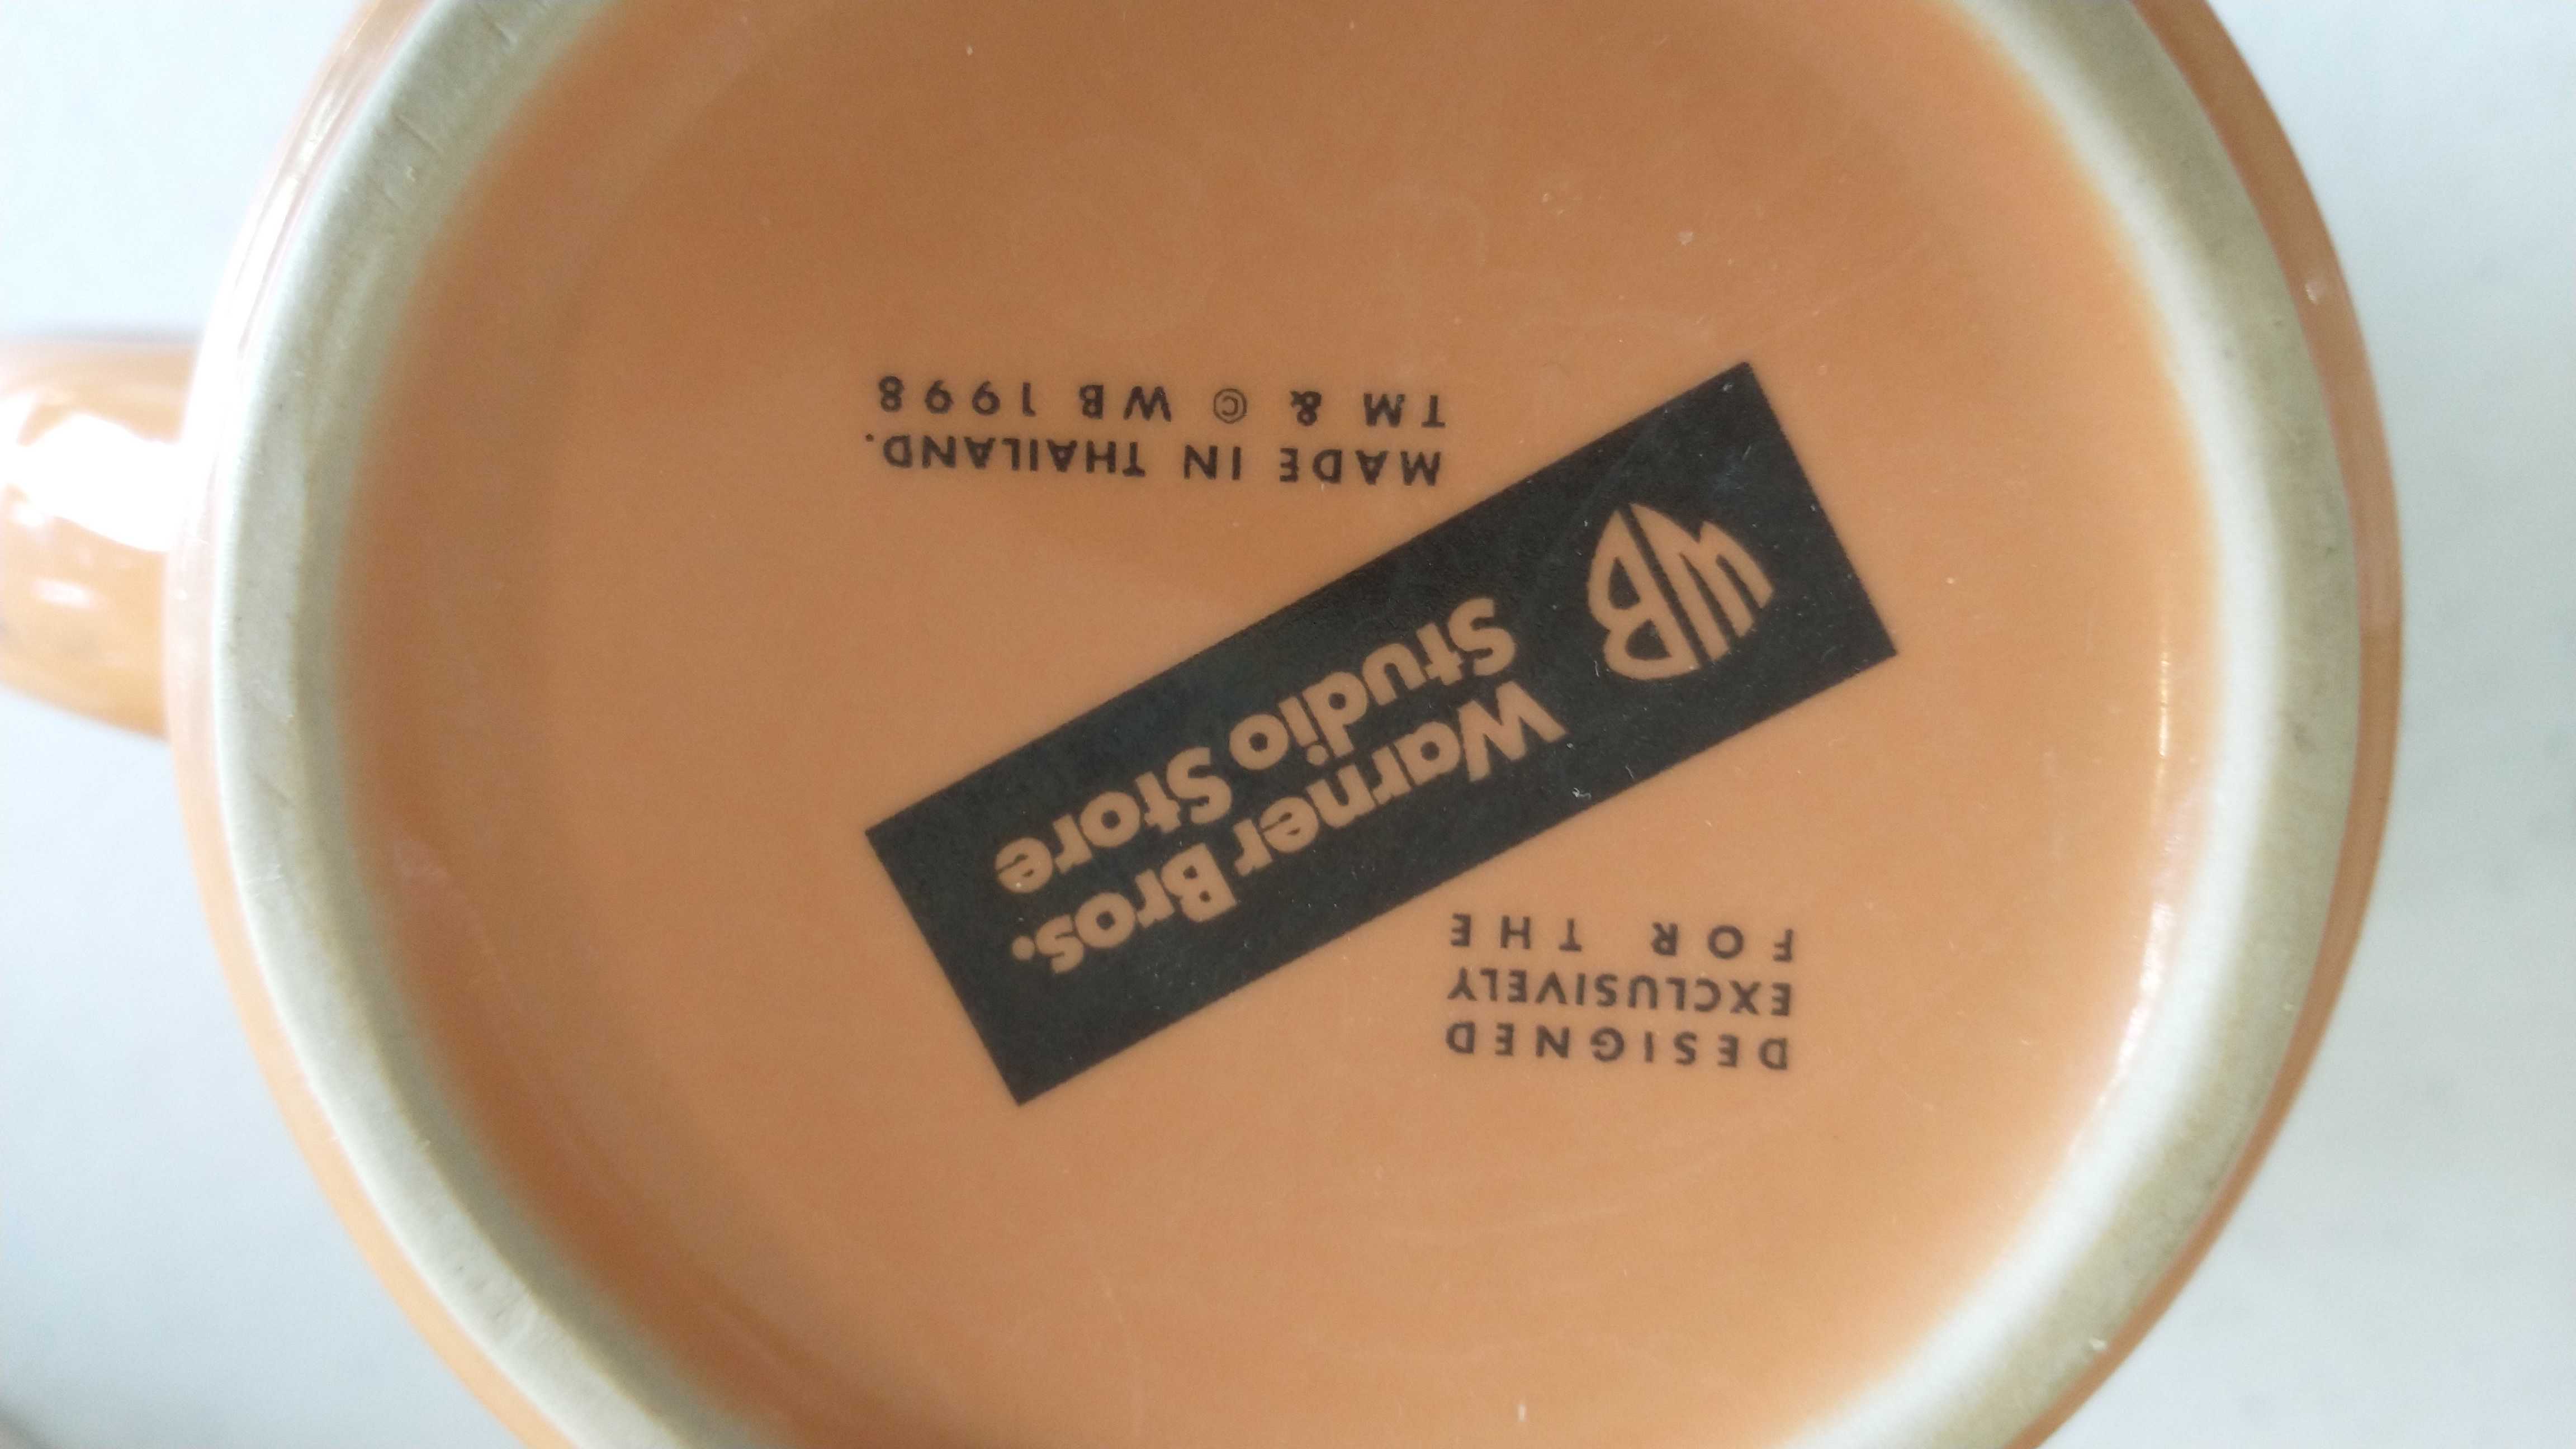 DESIGNED
EXCLUSIVELY
FOR THE
WB
Warner Bros.
Studio Store
MADE IN THAILAND.
TM & © WB 1998